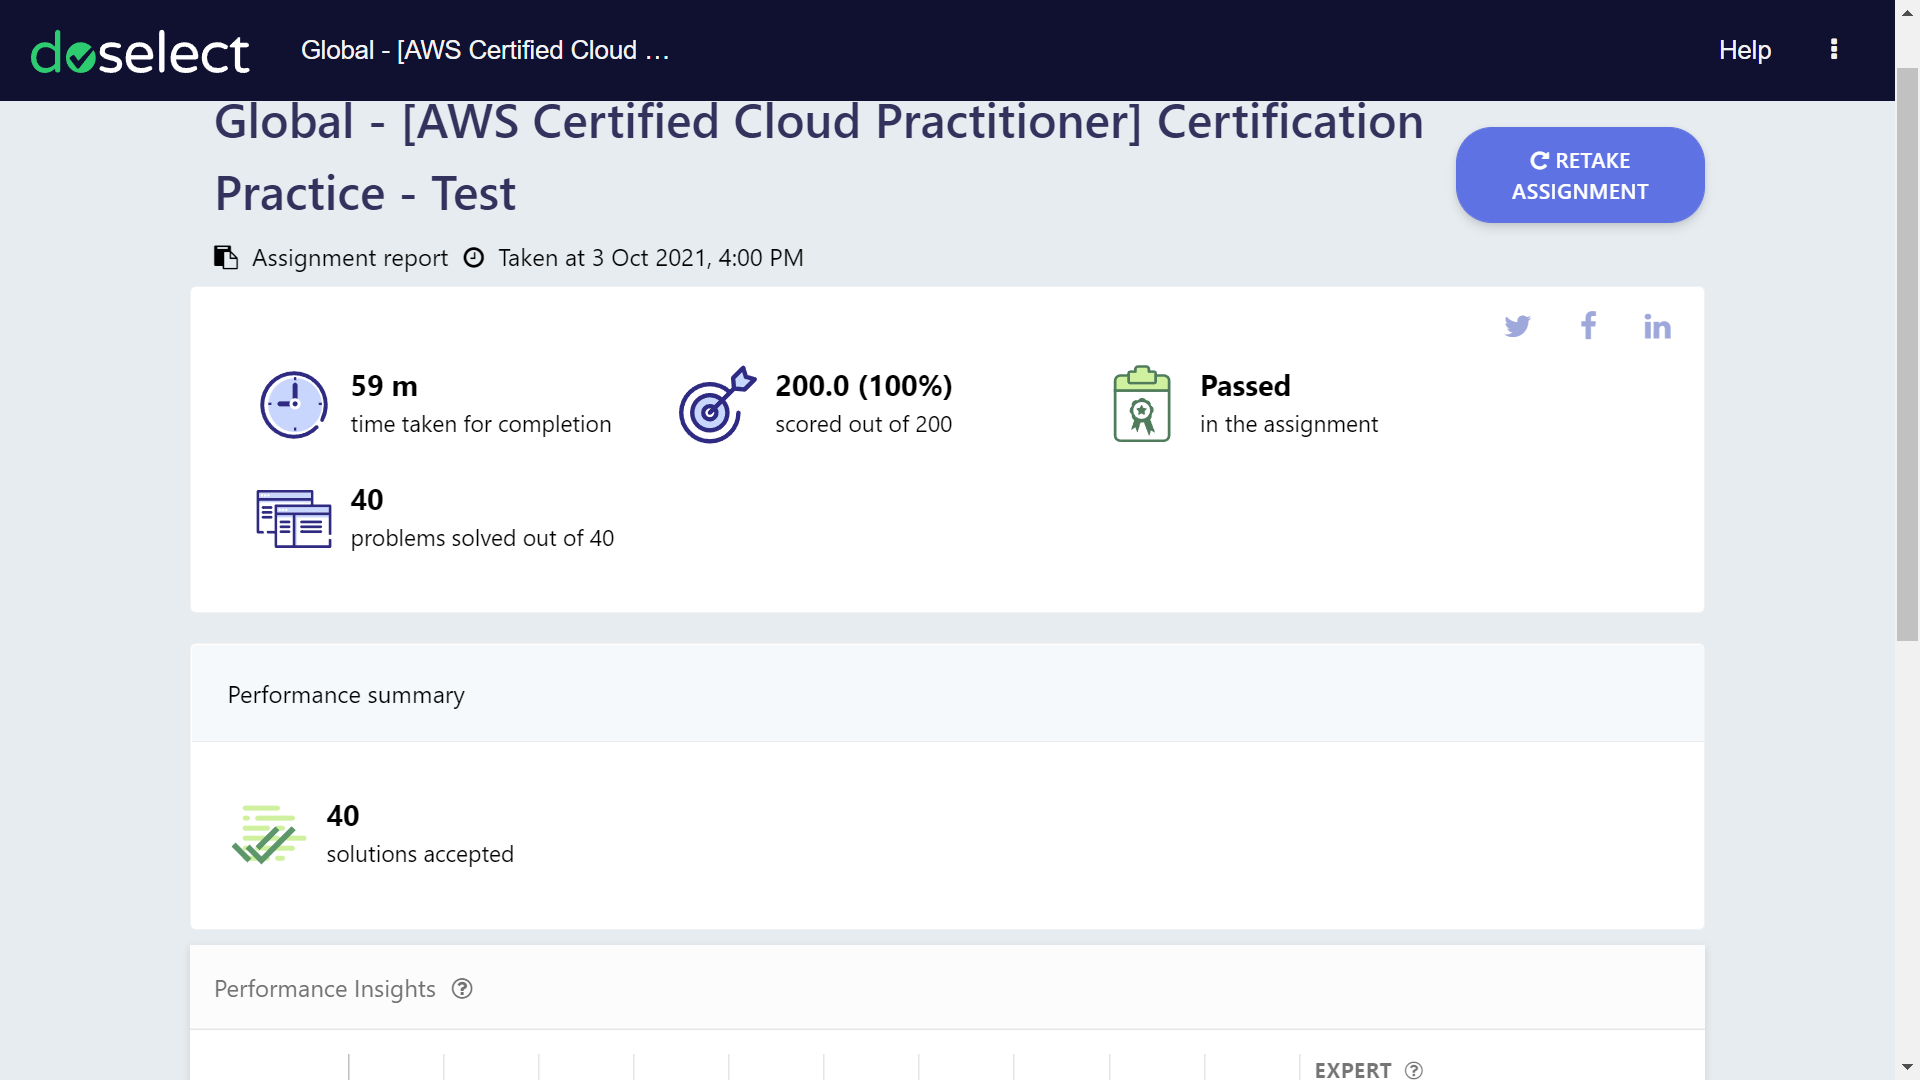 doselect
Global - [AWS Certified Cloud ...
Help
Global - [AWS Certified Cloud Practitioner] Certification
Practice - Test
RETAKE
ASSIGNMENT
Assignment report
Taken at 3 Oct 2021, 4:00 PM
59 m
time taken for completion
200.0 (100%)
scored out of 200
Passed
in the assignment
40
problems solved out of 40
Performance summary
40
solutions accepted
Performance Insights
EXPERT